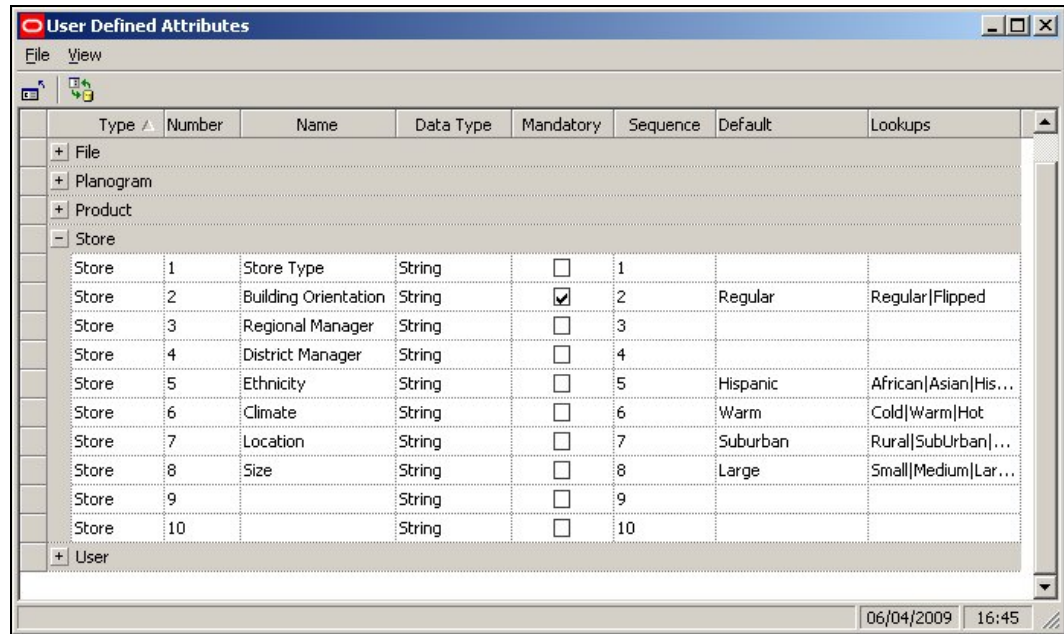 User Defined Attributes
File View
Type Number Name Data Type Mandatory Sequence Default Lookups
File
Planogram
Product
Store
Store 1 Store Type String 1
Store 2 Building Orientation String 2 Regular Regular|Flipped
Store 3 Regional Manager String 3
Store 4 District Manager String 4
Store 5 Ethnicity String 5 Hispanic African|Asian|His...
Store 6 Climate String 6 Warm Cold|Warm|Hot
Store 7 Location String 7 Suburban Rural|SubUrban|...
Store 8 Size String 8 Large Small|Medium|Lar...
Store 9 String 9
Store 10 String 10
User
06/04/2009 16:45